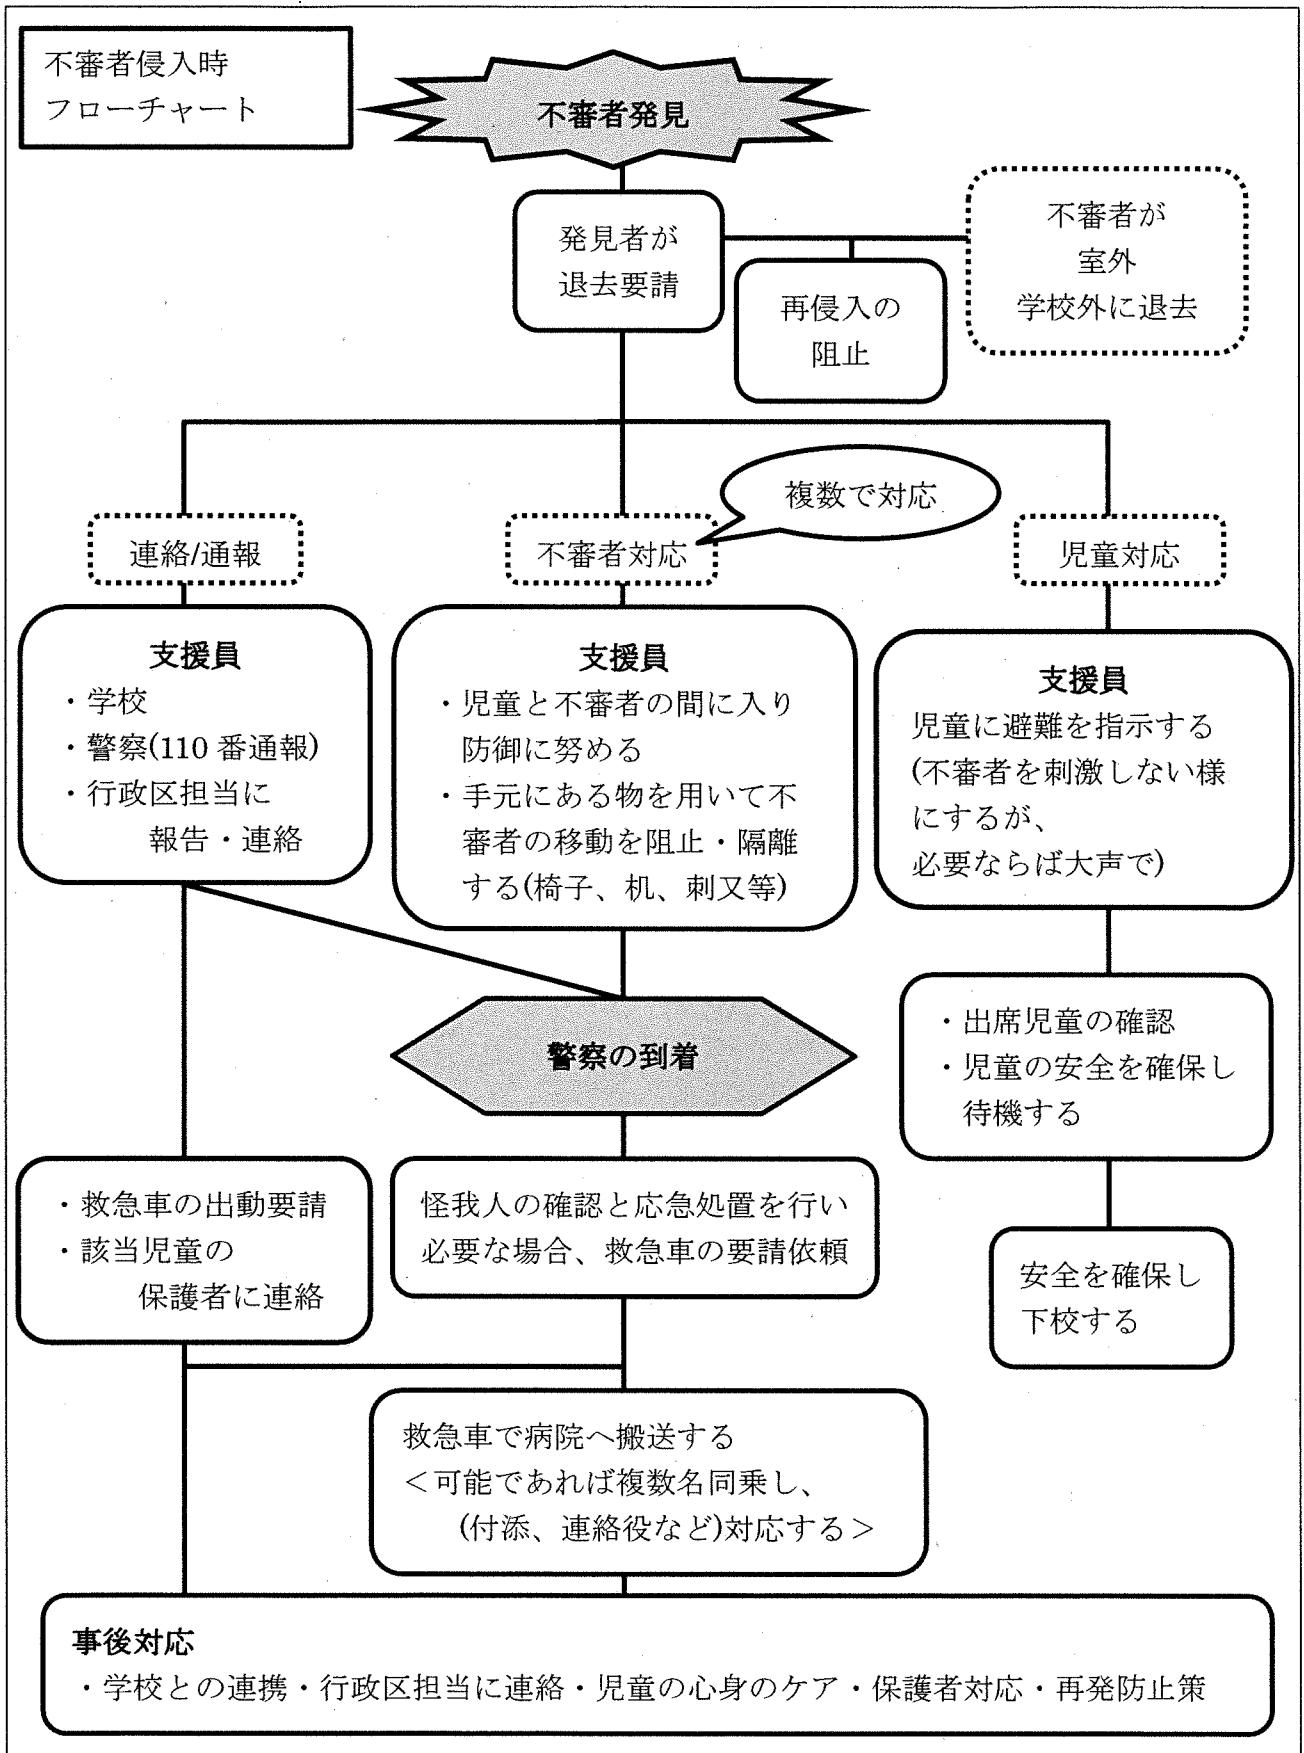 不審者侵入時
フローチャート
不審者発見
発見者が
退去要請
不審者が
室外
学校外に退去
再侵入の
阻止
複数で対応
連絡/通報
不審者対応
児童対応
支援員
・学校
・警察(110 番通報)
・行政区担当に
報告・連絡
支援員
・児童と不審者の間に入り
防御に努める
・手元にある物を用いて不
審者の移動を阻止・隔離
する(椅子、机、刺又等)
支援員
児童に避難を指示する
(不審者を刺激しない様
にするが、
必要ならば大声で)
警察の到着
・出席児童の確認
・児童の安全を確保し
待機する
・救急車の出動要請
・該当児童の
保護者に連絡
怪我人の確認と応急処置を行い
必要な場合、救急車の要請依頼
安全を確保し
下校する
救急車で病院へ搬送する
＜可能であれば複数名同乗し、
(付添、連絡役など)対応する＞
事後対応
・学校との連携・行政区担当に連絡・児童の心身のケア・保護者対応・再発防止策